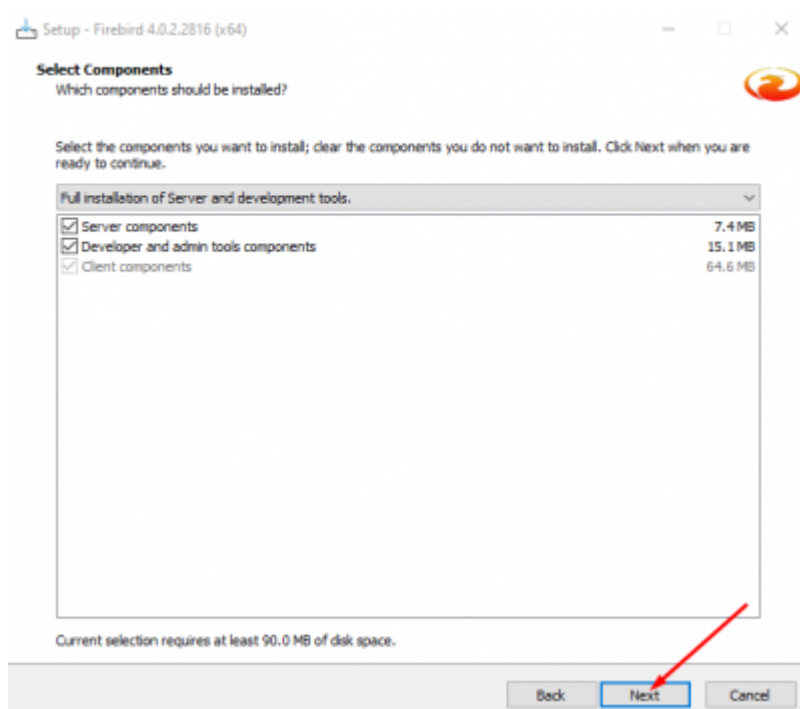 Setup - Firebird 4.0.2.2816 (x64)
Select Components
Which components should be installed?
Select the components you want to install; clear the components you do not want to install. Click Next when you are
ready to continue.
Full installation of Server and development tools.
Server components 7.4 MB
Developer and admin tools components 15.1 MB
Client components 64.6 MB
Current selection requires at least 90.0 MB of disk space.
Back Next Cancel